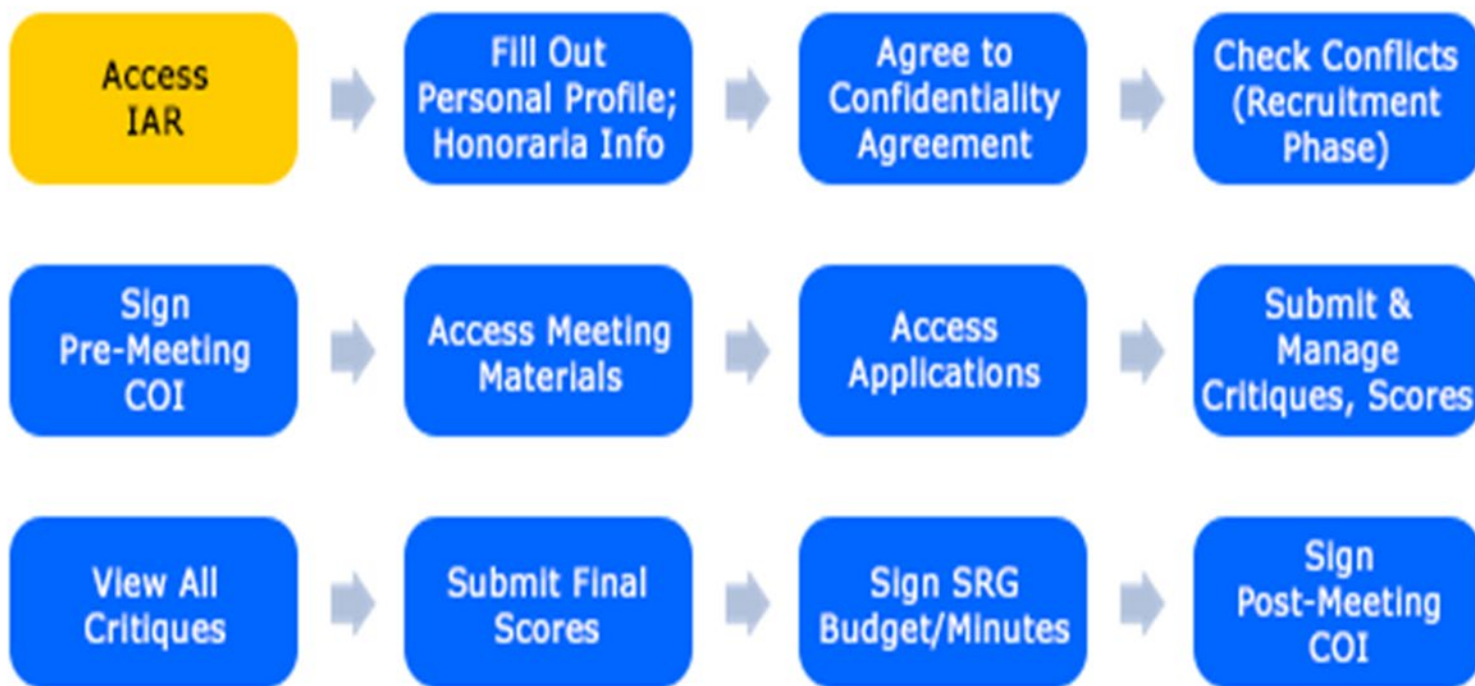 Access
IAR
Fill Out
Personal Profile;
Honoraria Info
Agree to
Confidentiality
Agreement
Check Conflicts
(Recruitment
Phase)
Sign
Pre-Meeting
COI
Access Meeting
Materials
Access
Applications
Submit &
Manage
Critiques, Scores
View All
Critiques
Submit Final
Scores
Sign SRG
Budget/Minutes
Sign
Post-Meeting
COI